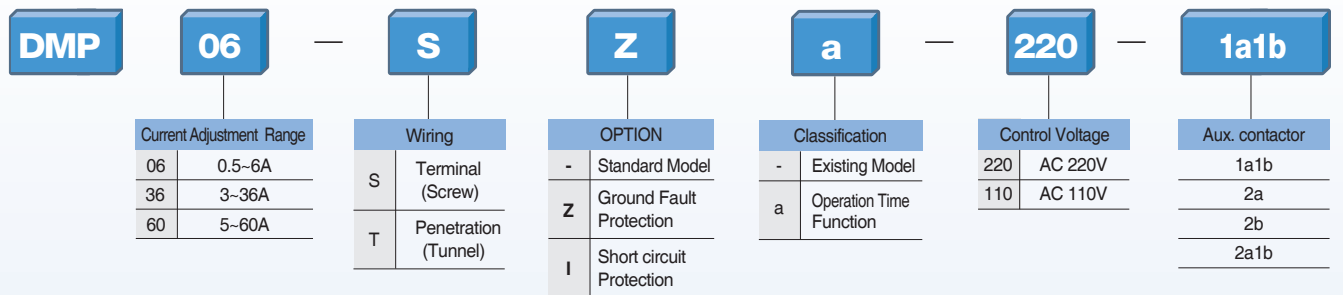 DMP 06 — S Z a — 220 — 1a1b
Current Adjustment Range
06 0.5~6A
36 3~36A
60 5~60A
Wiring
S Terminal
(Screw)
T Penetration
(Tunnel)
OPTION
- Standard Model
Z Ground Fault
Protection
I Short circuit
Protection
Classification
- Existing Model
a Operation Time
Function
Control Voltage
220 AC 220V
110 AC 110V
Aux. contactor
1a1b
2a
2b
2a1b